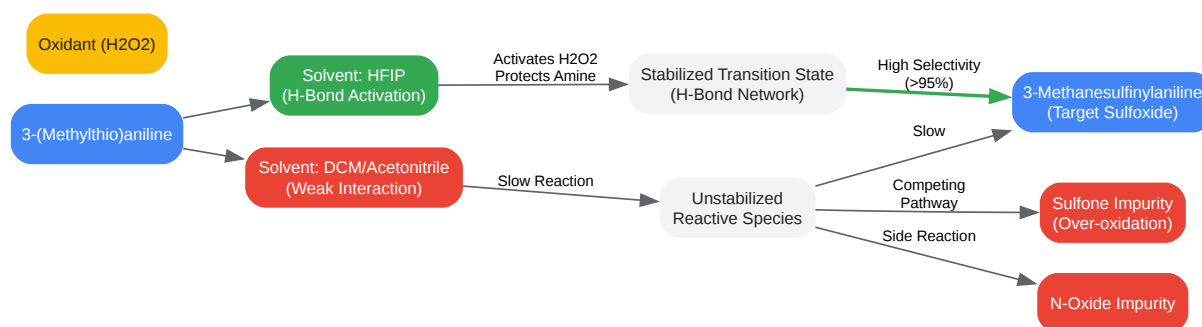 Oxidant (H2O2)
3-(Methylthio)aniline
Solvent: HFIP
(H-Bond Activation)
Solvent: DCM/Acetonitrile
(Weak Interaction)
Activates H2O2
Protects Amine
Slow Reaction
Stabilized Transition State
(H-Bond Network)
Unstabilized
Reactive Species
High Selectivity
(>95%)
Slow
Competing
Pathway
Side Reaction
3-Methanesulfinylaniline
(Target Sulfoxide)
Sulfone Impurity
(Over-oxidation)
N-Oxide Impurity